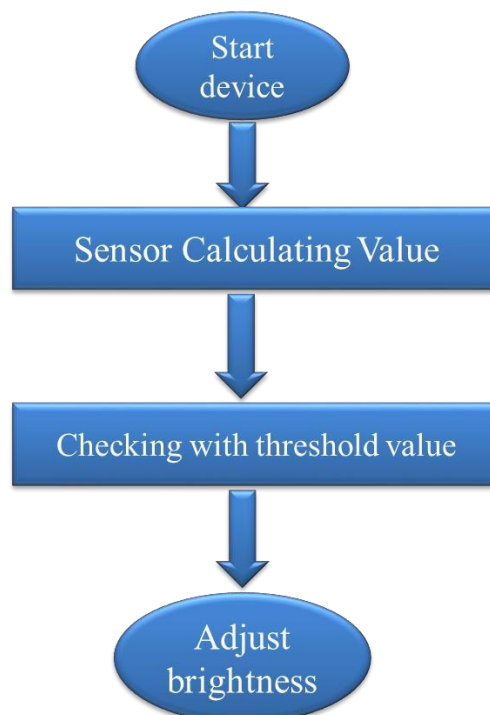 Start
device
Sensor Calculating Value
Checking with threshold value
Adjust
brightness